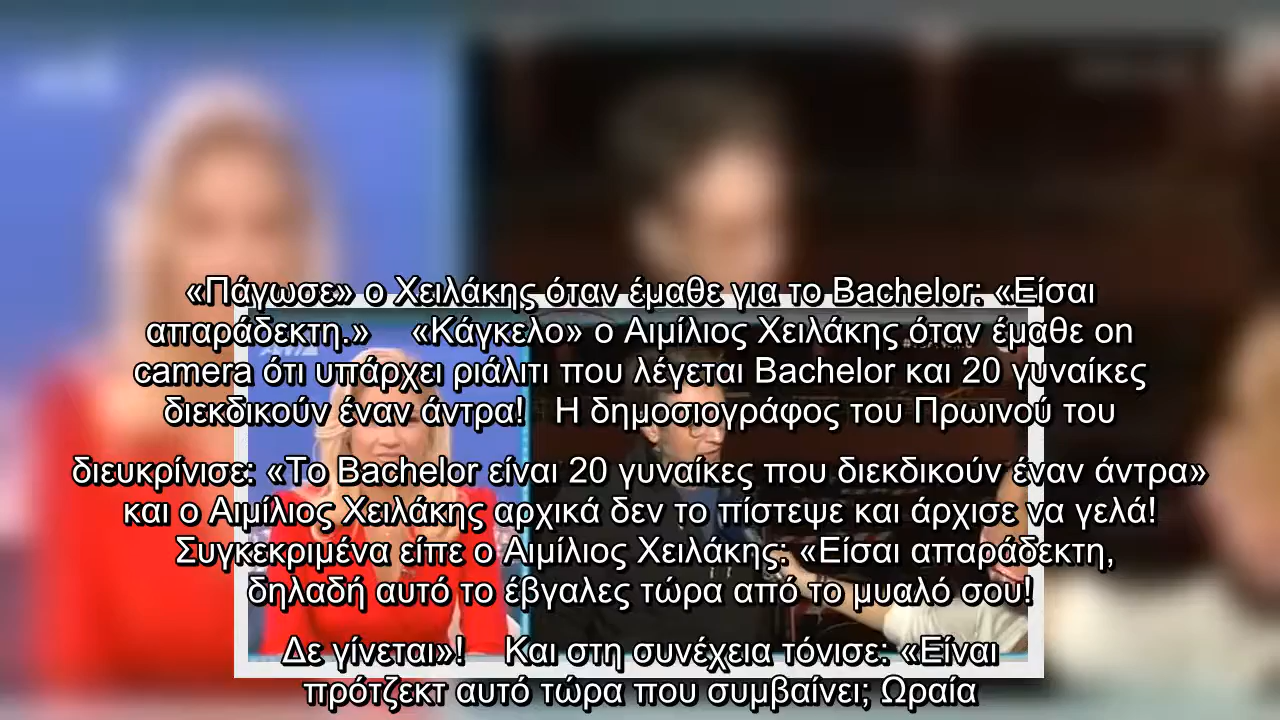 «Πάγωσε» ο Χειλάκης όταν έμαθε για το Bachelor: «Είσαι
απαράδεκτη.» «Κάγκελο» ο Αιμίλιος Χειλάκης όταν έμαθε on
camera ότι υπάρχει ριάλιτι που λέγεται Bachelor και 20 γυναίκες
διεκδικούν έναν άντρα! Η δημοσιογράφος του Πρωινού του
διευκρίνισε: «Το Bachelor είναι 20 γυναίκες που διεκδικούν έναν άντρα»
και ο Αιμίλιος Χειλάκης αρχικά δεν το πίστεψε και άρχισε να γελά!
Συγκεκριμένα είπε ο Αιμίλιος Χειλάκης: «Είσαι απαράδεκτη,
δηλαδή αυτό το έβγαλες τώρα από το μυαλό σου!
Δε γίνεται»! Και στη συνέχεια τόνισε: «Είναι
πρότζεκτ αυτό τώρα που συμβαίνει; Ωραία